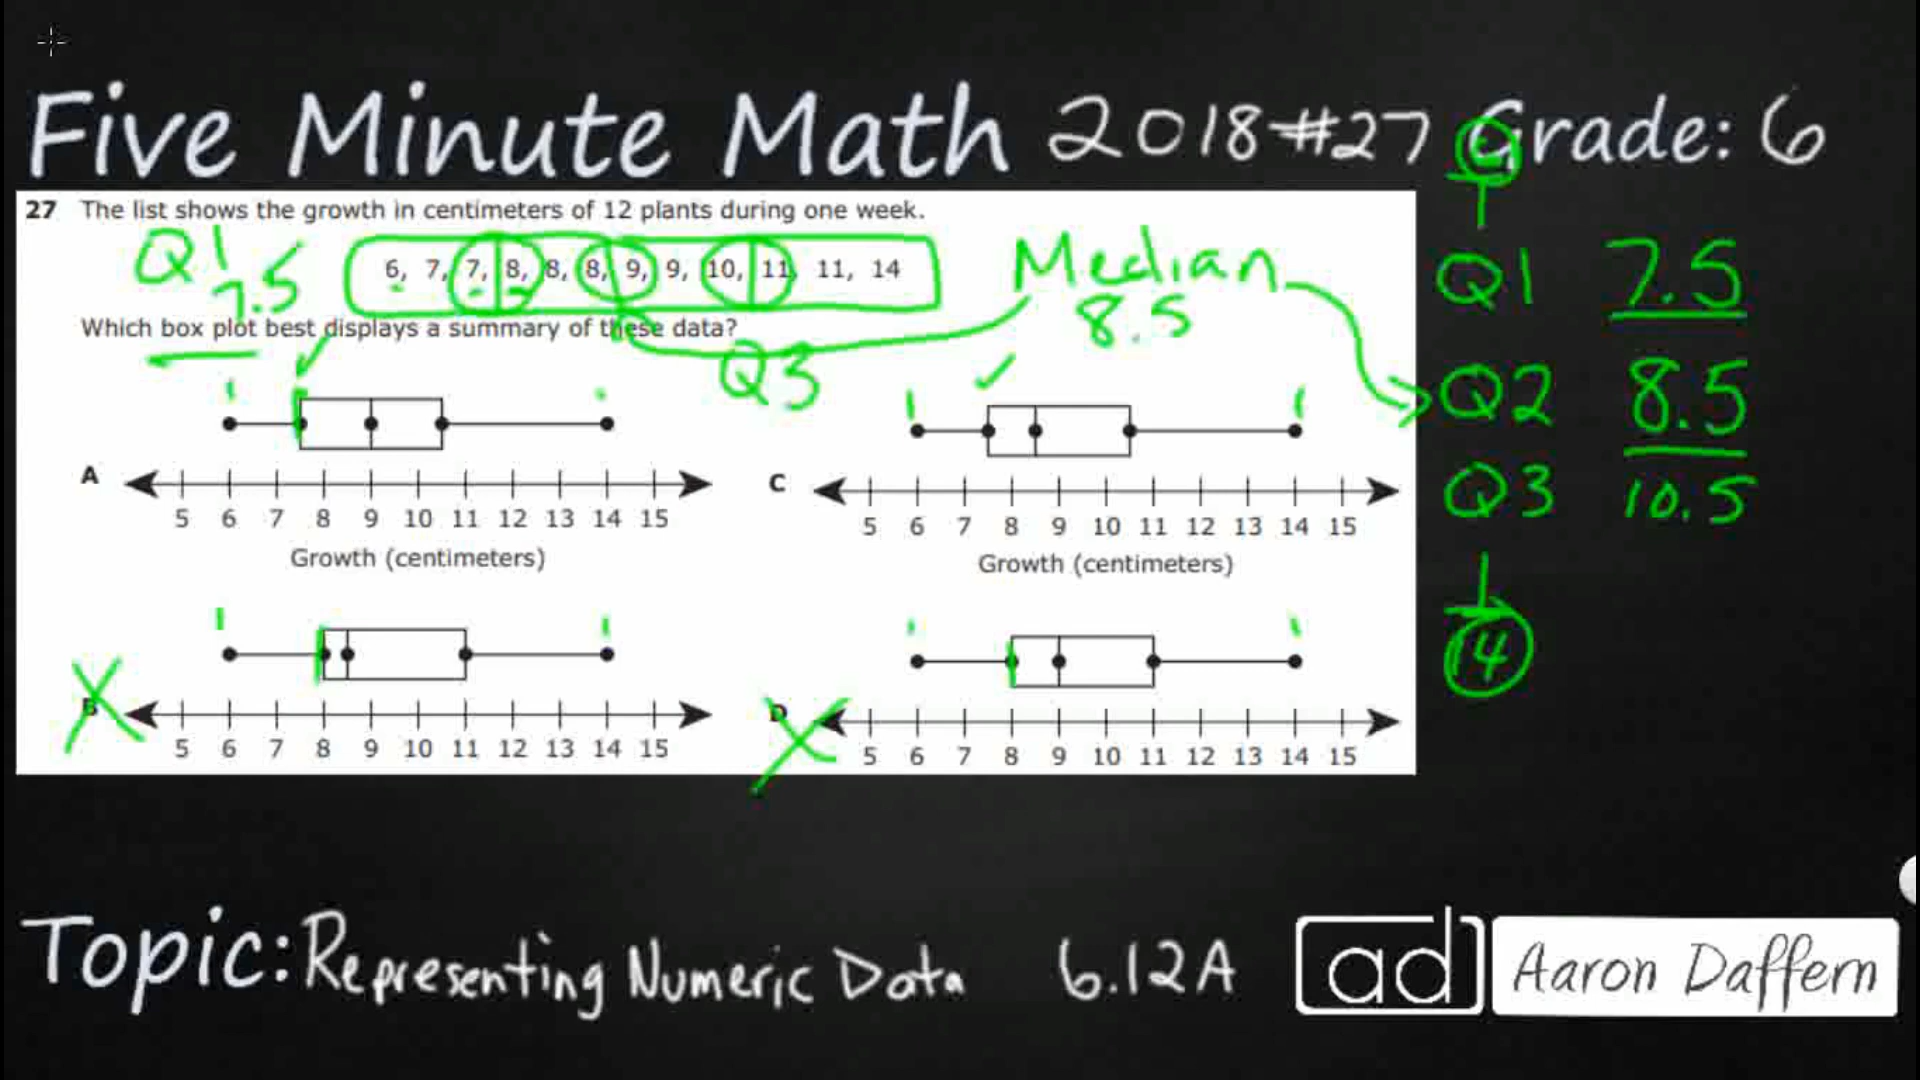 Five Minute Math 2018 #27 Grade: 6
27 The list shows the growth in centimeters of 12 plants during one week.
Q1 7.5
6, 7, 7, 8, 8, 8, 9, 9, 10, 11, 11, 14
Median 8.5
Which box plot best displays a summary of these data?
Q3
A
5 6 7 8 9 10 11 12 13 14 15
Growth (centimeters)
C
5 6 7 8 9 10 11 12 13 14 15
Growth (centimeters)
B
5 6 7 8 9 10 11 12 13 14 15
D
5 6 7 8 9 10 11 12 13 14 15
6
Q1 7.5
Q2 8.5
Q3 10.5
14
Topic: Representing Numeric Data 6.12A
ad Aaron Daffern